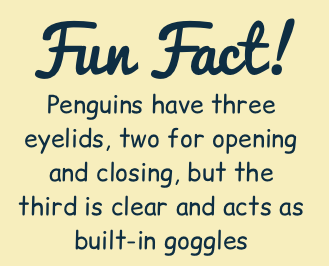 Fun Fact!
Penguins have three
eyelids, two for opening
and closing, but the
third is clear and acts as
built-in goggles